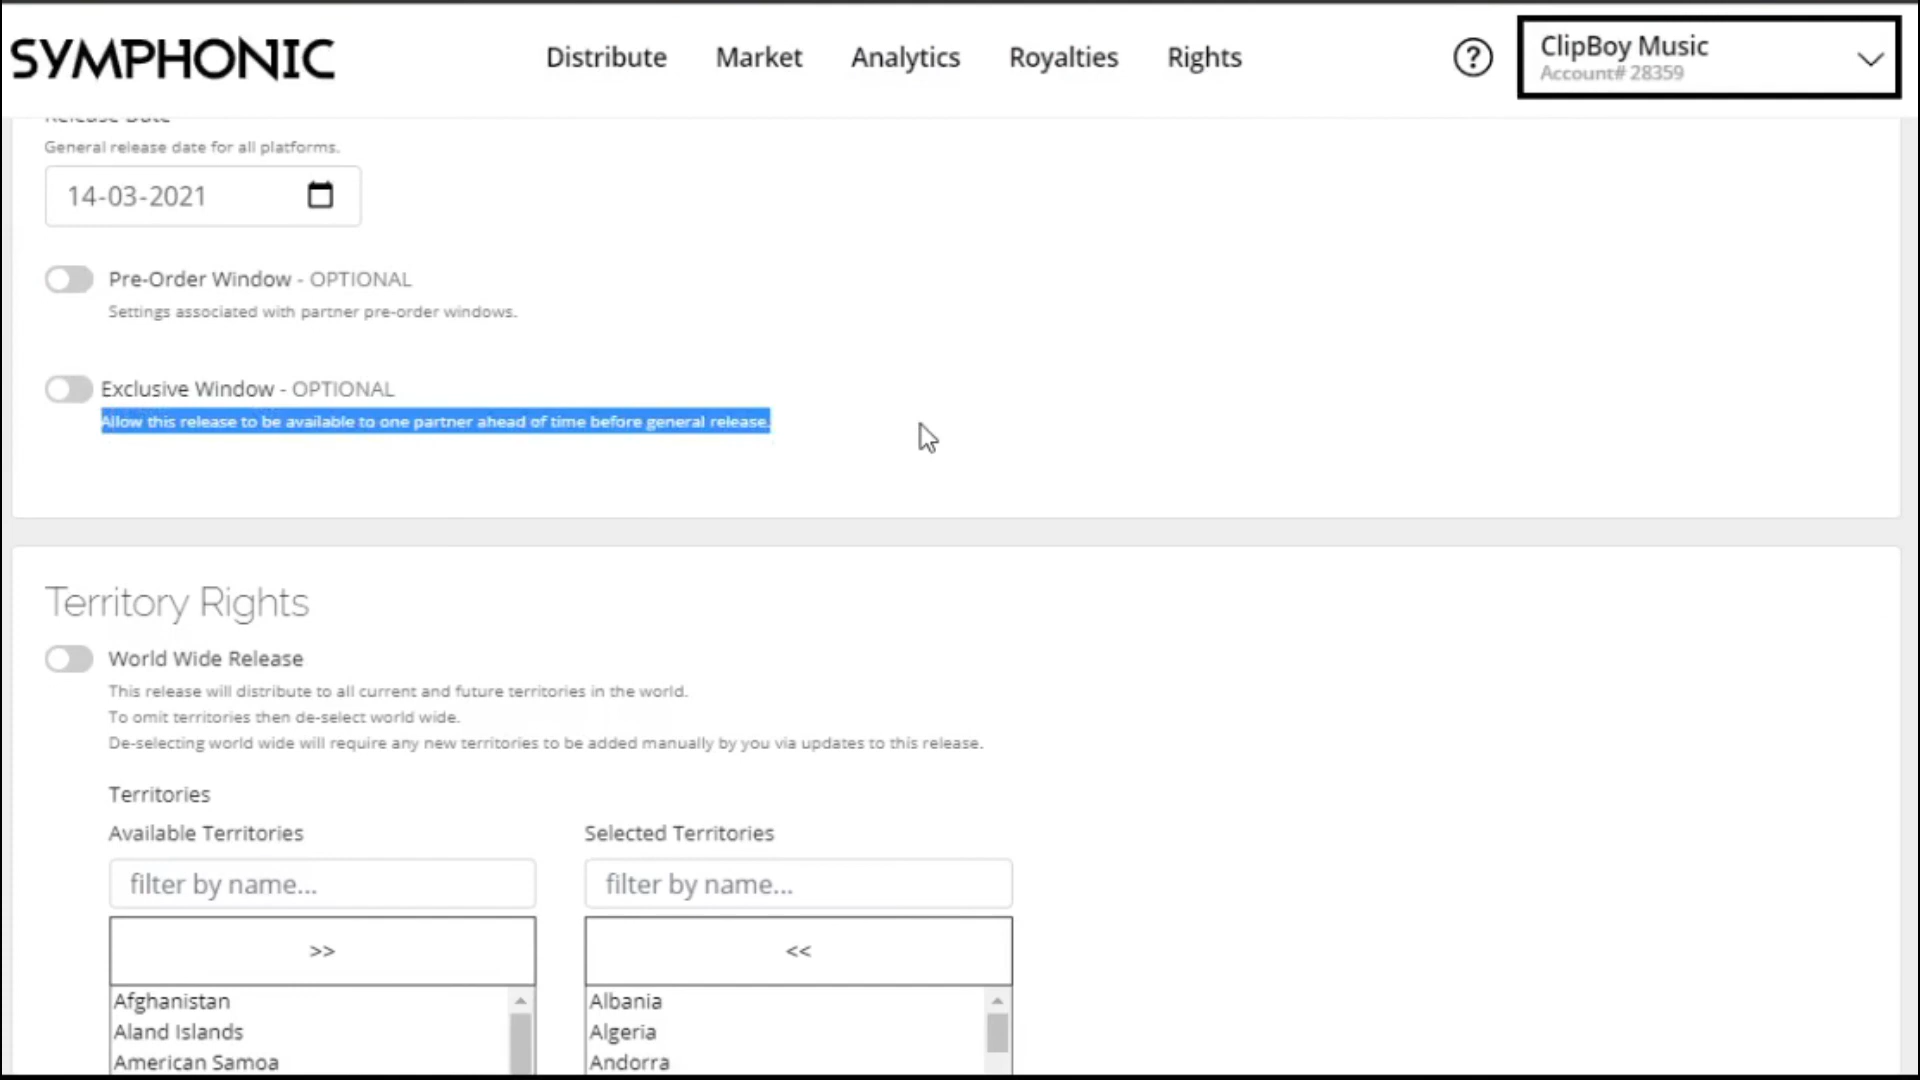 SYMPHONIC
Distribute Market Analytics Royalties Rights
?
ClipBoy Music
Account# 28359
Release Date
General release date for all platforms.
14-03-2021
Pre-Order Window - OPTIONAL
Settings associated with partner pre-order windows.
Exclusive Window - OPTIONAL
Allow this release to be available to one partner ahead of time before general release.
Territory Rights
World Wide Release
This release will distribute to all current and future territories in the world.
To omit territories then de-select world wide.
De-selecting world wide will require any new territories to be added manually by you via updates to this release.
Territories
Available Territories
filter by name...
>>
Afghanistan
Aland Islands
American Samoa
Selected Territories
filter by name...
<<
Albania
Algeria
Andorra